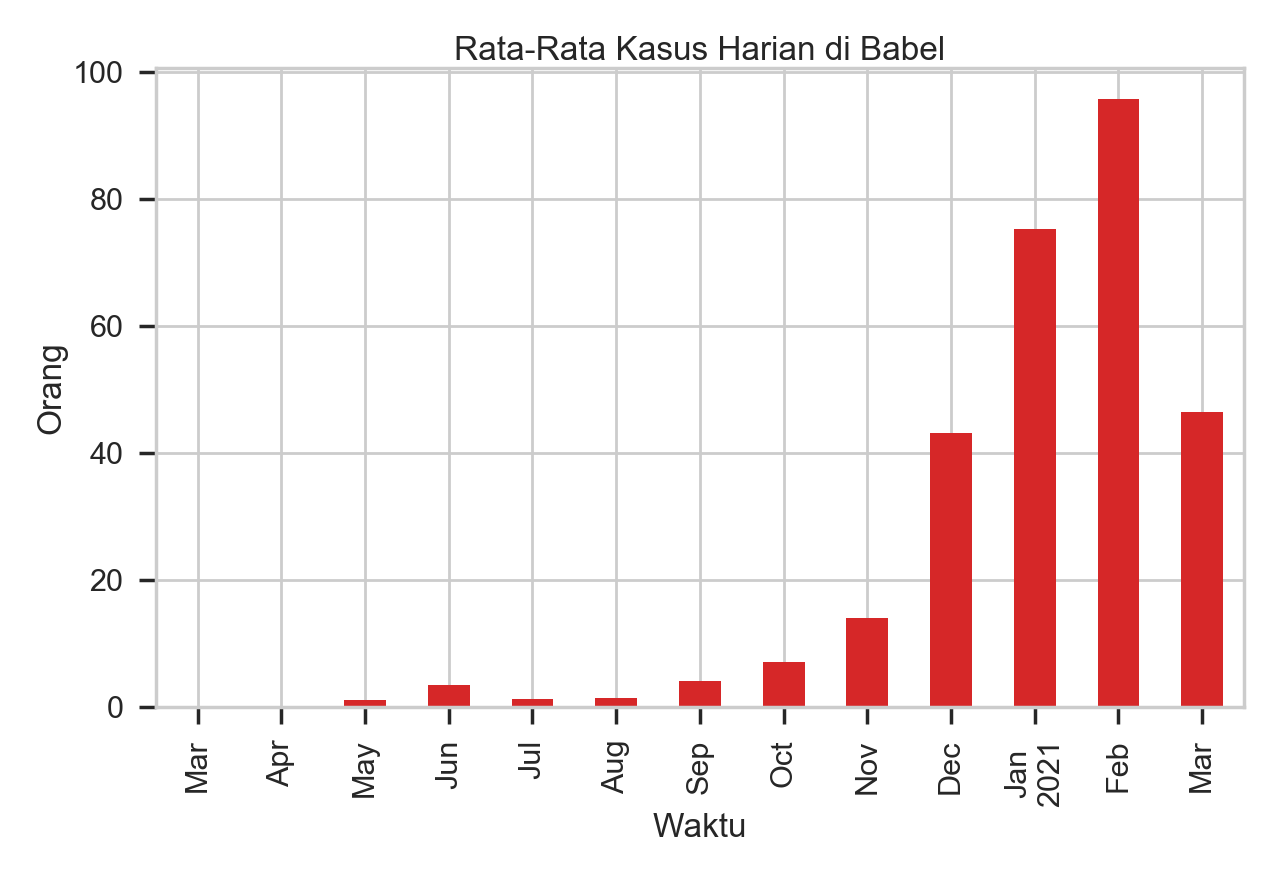 Rata-Rata Kasus Harian di Babel
100
80
60
40
20
0
Orang
Mar
Apr
May
Jun
Jul
Aug
Sep
Oct
Nov
Dec
Jan
2021
Feb
Mar
Waktu